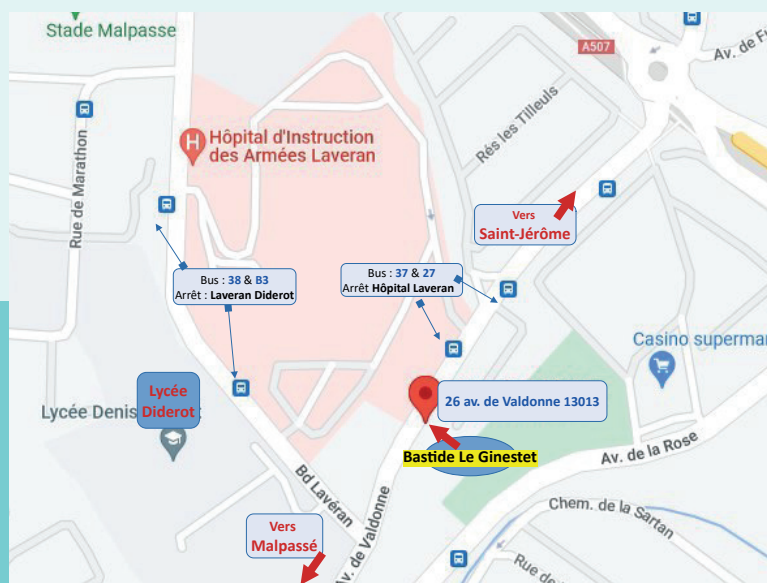 Stade Malpasse
A507
Av. de Fr
Rue de Marathon
Hôpital d'Instruction
des Armées Laveran
Rés les Tilleuls
Vers
Saint-Jérôme
Bus : 38 & B3
Arrêt : Laveran Diderot
Bus : 37 & 27
Arrêt Hôpital Laveran
Casino supermar
Lycée
Diderot
Lycée Denis
26 av. de Valdonne 13013
Bastide Le Ginestet
Av. de la Rose
Bd Lavéran
Av. de Valdonne
Chem. de la Sartan
Vers
Malpassé
Rue de